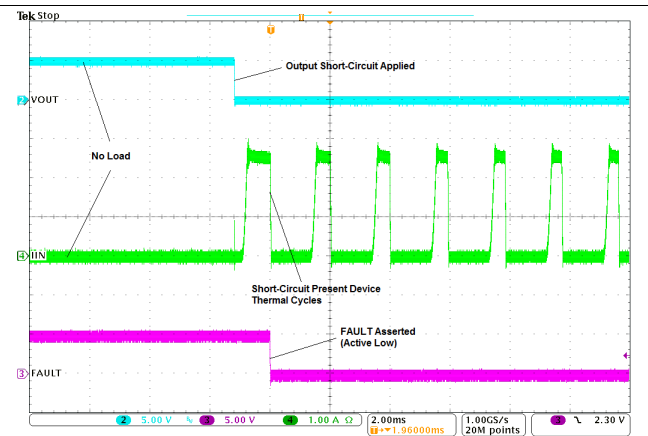 Tek Stop
T
T
Output Short-Circuit Applied
2 VOUT
No Load
4 IIN
Short-Circuit Present Device
Thermal Cycles
FAULT Asserted
(Active Low)
3 FAULT
2 5.00 V 3 5.00 V 4 1.00 A Ω 2.00ms 1.00GS/s 3 2.30 V
T 1.96000ms 20M points